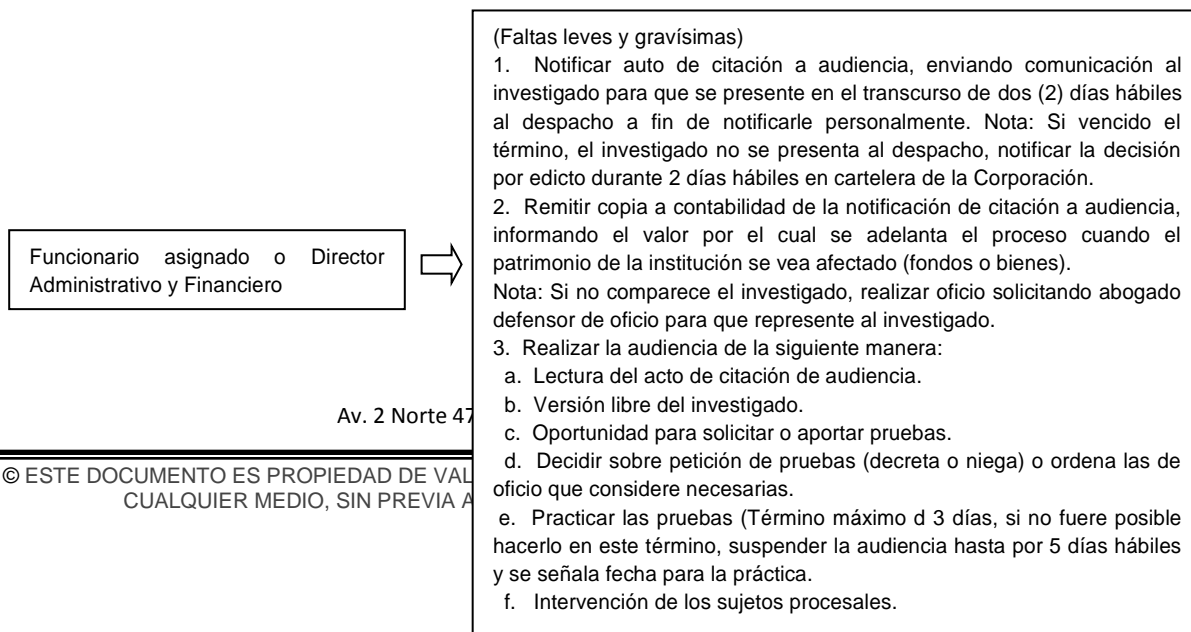 (Faltas leves y gravísimas)
1. Notificar auto de citación a audiencia, enviando comunicación al
investigado para que se presente en el transcurso de dos (2) días hábiles
al despacho a fin de notificarle personalmente. Nota: Si vencido el
término, el investigado no se presenta al despacho, notificar la decisión
por edicto durante 2 días hábiles en cartelera de la Corporación.
2. Remitir copia a contabilidad de la notificación de citación a audiencia,
informando el valor por el cual se adelanta el proceso cuando el
patrimonio de la institución se vea afectado (fondos o bienes).
Nota: Si no comparece el investigado, realizar oficio solicitando abogado
defensor de oficio para que represente al investigado.
3. Realizar la audiencia de la siguiente manera:
a. Lectura del acto de citación de audiencia.
b. Versión libre del investigado.
c. Oportunidad para solicitar o aportar pruebas.
d. Decidir sobre petición de pruebas (decreta o niega) o ordena las de
oficio que considere necesarias.
e. Practicar las pruebas (Término máximo d 3 días, si no fuere posible
hacerlo en este término, suspender la audiencia hasta por 5 días hábiles
y se señala fecha para la práctica.
f. Intervención de los sujetos procesales.
Funcionario asignado o Director
Administrativo y Financiero
Av. 2 Norte 47
© ESTE DOCUMENTO ES PROPIEDAD DE VAL
CUALQUIER MEDIO, SIN PREVIA A